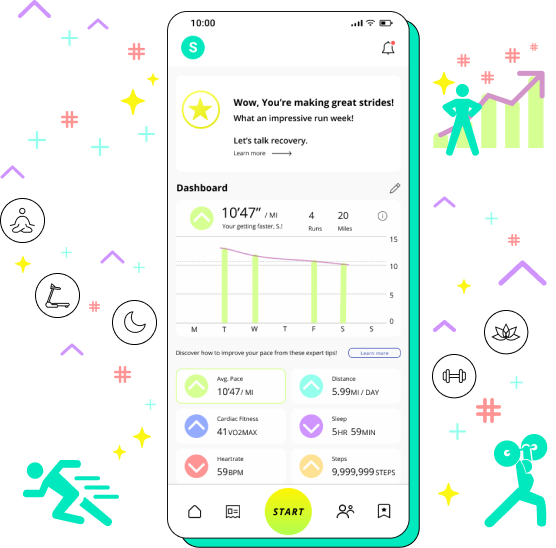 10:00
S
Wow, You’re making great strides!
What an impressive run week!
Let’s talk recovery.
Learn more
Dashboard
10’47” / MI
Your getting faster, S.!
4
Runs
20
Miles
15
10
5
0
M T W T F S S
Discover how to improve your pace from these expert tips!
Learn more
Avg. Pace
10’47/ MI
Distance
5.99MI / DAY
Cardiac Fitness
41VO2MAX
Sleep
5HR 59MIN
Heartrate
59BPM
Steps
9,999,999 STEPS
START